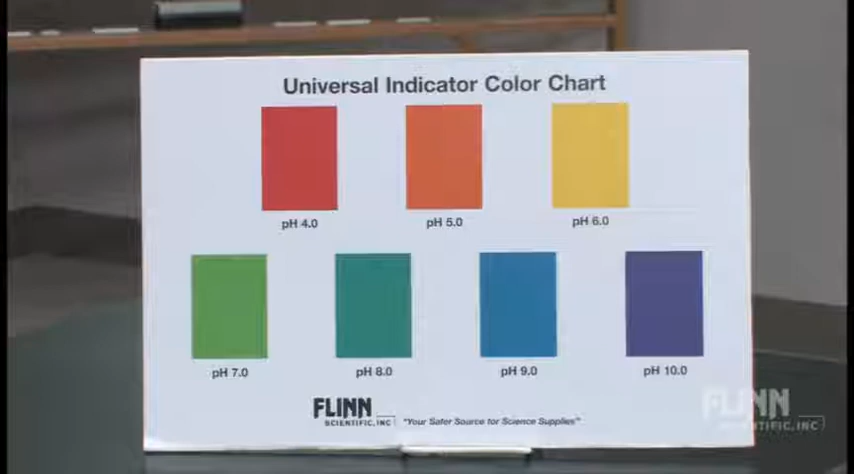 Universal Indicator Color Chart
pH 4.0
pH 5.0
pH 6.0
pH 7.0
pH 8.0
pH 9.0
pH 10.0
FLINN
SCIENTIFIC, INC
"Your Safer Source for Science Supplies"
FLINN
SCIENTIFIC, INC